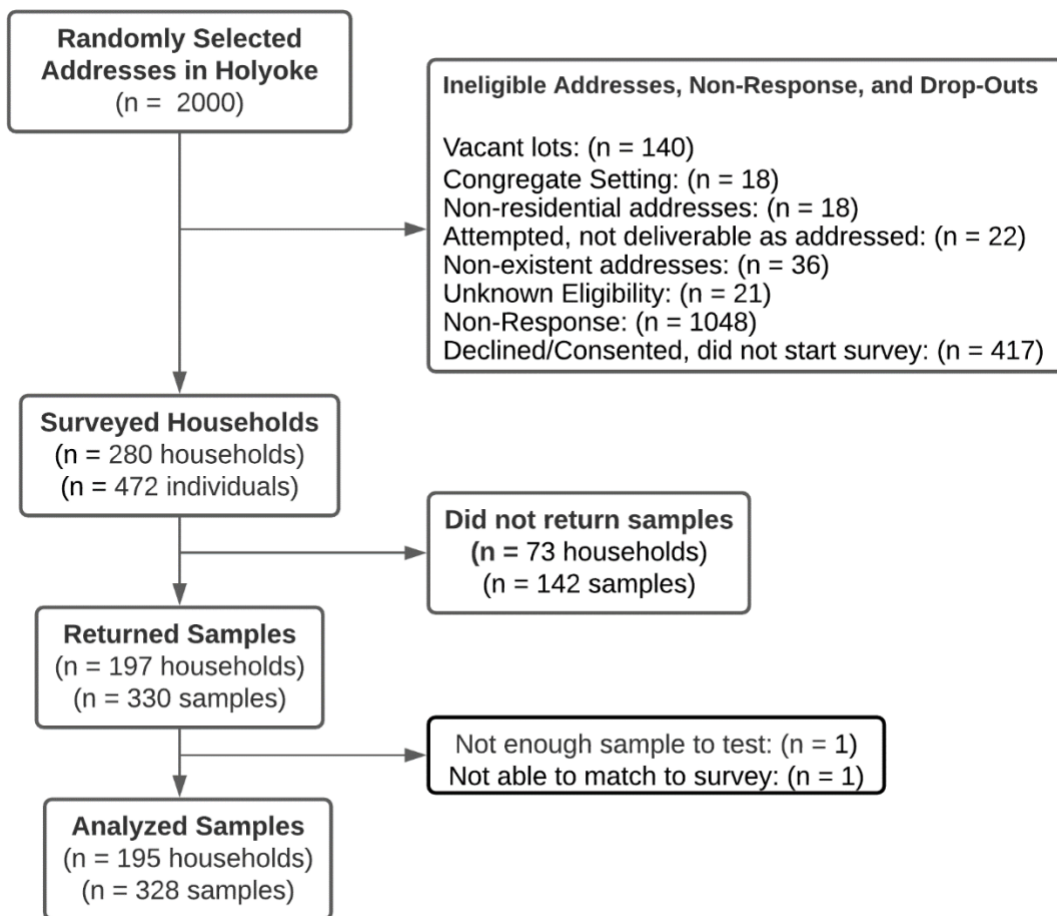 Randomly Selected
Addresses in Holyoke
(n =  2000)
Ineligible Addresses, Non-Response, and Drop-Outs
Vacant lots: (n = 140)
Congregate Setting: (n = 18)
Non-residential addresses: (n = 18)
Attempted, not deliverable as addressed: (n = 22)
Non-existent addresses: (n = 36)
Unknown Eligibility: (n = 21)
Non-Response: (n = 1048)
Declined/Consented, did not start survey: (n = 417)
Surveyed Households
(n = 280 households)
(n = 472 individuals)
Did not return samples
(n = 73 households)
(n = 142 samples)
Returned Samples
(n = 197 households)
(n = 330 samples)
Not enough sample to test: (n = 1)
Not able to match to survey: (n = 1)
Analyzed Samples
(n = 195 households)
(n = 328 samples)